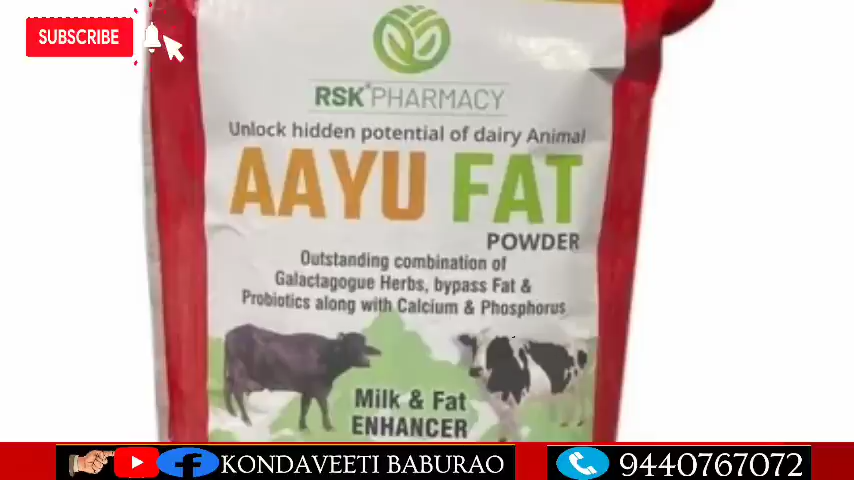 SUBSCRIBE
RSK® PHARMACY
Unlock hidden potential of dairy Animal
AAYU FAT
POWDER
Outstanding combination of
Galactagogue Herbs, bypass Fat &
Probiotics along with Calcium & Phosphorus
Milk & Fat
ENHANCER
KONDAVEETI BABURAO
9440767072